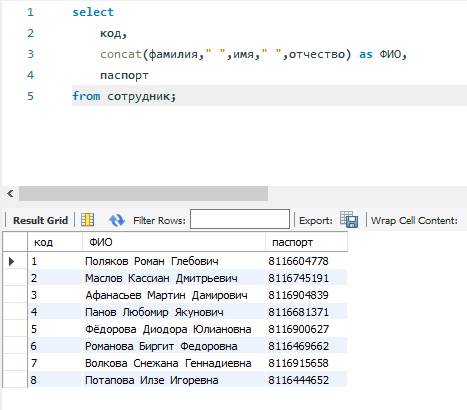 1 select
2 код,
3 concat(фамилия," ",имя," ",отчество) as ФИО,
4 паспорт
5 from сотрудник;
Result Grid Filter Rows: Export: Wrap Cell Content:
код ФИО паспорт
1 Поляков Роман Глебович 8116604778
2 Маслов Кассиан Дмитрьевич 8116745191
3 Афанасьев Мартин Дамирович 8116904839
4 Панов Любомир Якунович 8116681371
5 Фёдорова Диодора Юлиановна 8116900627
6 Романова Биргит Федоровна 8116469662
7 Волкова Снежана Геннадиевна 8116915658
8 Потапова Илзе Игоревна 8116444652